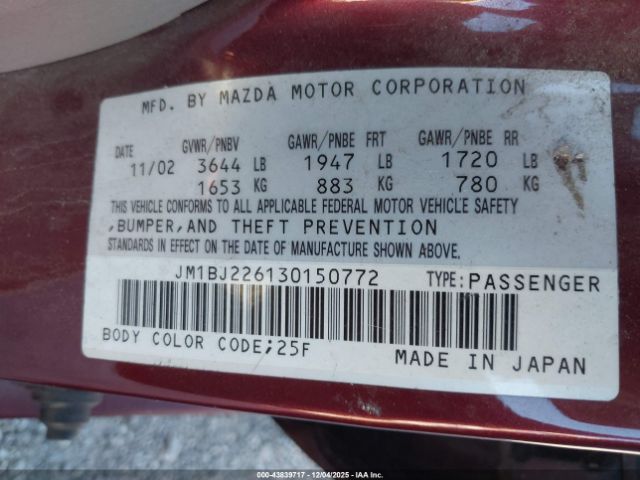 MFD. BY MAZDA MOTOR CORPORATION
DATE GVWR/PNBV GAWR/PNBE FRT GAWR/PNBE RR
11/02 3644 LB 1947 LB 1720 LB
1653 KG 883 KG 780 KG
THIS VEHICLE CONFORMS TO ALL APPLICABLE FEDERAL MOTOR VEHICLE SAFETY
,BUMPER,AND THEFT PREVENTION
STANDARDS IN EFFECT ON THE DATE OF MANUFACTURE SHOWN ABOVE.
JM1BJ226130150772 TYPE:PASSENGER
BODY COLOR CODE;25F
MADE IN JAPAN
00-43839717 - 12/04/2025 - IAA Inc.